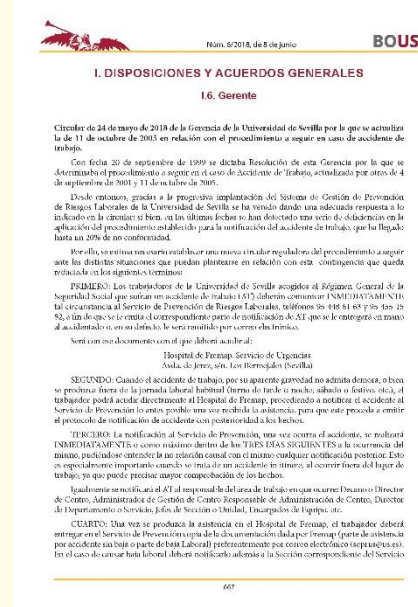 Núm. 6/2018, de 8 de junio
BOUS
I. DISPOSICIONES Y ACUERDOS GENERALES
I.6. Gerente
Circular de 24 de mayo de 2018 de la Gerencia de la Universidad de Sevilla por la que se actualiza
la de 11 de octubre de 2005 en relación con el procedimiento a seguir en caso de accidente de
trabajo.
Con fecha 20 de septiembre de 1999 se dictaba Resolución de esta Gerencia por la que se
determinaba el procedimiento a seguir en el caso de Accidente de Trabajo, actualizada por otras de 4
de septiembre de 2001 y 11 de octubre de 2005.
Desde entonces, gracias a la progresiva implantación del Sistema de Gestión de Prevención
de Riesgos Laborales de la Universidad de Sevilla se ha venido dando una adecuada respuesta a lo
indicado en la circular; si bien, en las últimas fechas se han detectado una serie de deficiencias en la
aplicación del procedimiento establecido para la notificación del accidente de trabajo, que ha llegado
hasta un 20% de no conformidad.
Por ello, se estima necesario establecer una nueva circular reguladora del procedimiento a seguir
ante las distintas situaciones que puedan plantearse en relación con esta contingencia que queda
redactada en los siguientes términos:
PRIMERO: Los trabajadores de la Universidad de Sevilla acogidos al Régimen General de la
Seguridad Social que sufran un accidente de trabajo (AT) deberán comunicar INMEDIATAMENTE
tal circunstancia al Servicio de Prevención de Riesgos Laborales, teléfonos 95 448 61 63 y 95
a fin de que se le emita el correspondiente parte de notificación de AT que se le entregará en mano
al accidentado o, en su defecto, le será remitido por correo electrónico.
Será con ese documento con el que deberá acudir al:
Hospital de Fremap, Servicio de Urgencias
Avda. de Jerez, s/n. Los Bermejales (Sevilla)
SEGUNDO: Cuando el accidente de trabajo, por su aparente gravedad no admita demora, o bien
se produzca fuera de la jornada laboral habitual (turno de tarde o noche, sábado o festivo, etc.), el
trabajador podrá acudir directamente al Hospital de Fremap, procediendo a notificar el accidente al
Servicio de Prevención lo antes posible una vez recibida la asistencia, para que este proceda a emitir
el protocolo de notificación de accidente con posterioridad a los hechos.
TERCERO: La notificación al Servicio de Prevención, una vez ocurra el accidente, se realizará
INMEDIATAMENTE o como máximo dentro de los TRES DÍAS SIGUIENTES a la ocurrencia del
mismo, pudiéndose entender la no relación causal con el mismo cualquier notificación posterior. Esto
es especialmente importante cuando se trata de un accidente in itinere, al ocurrir fuera del lugar de
trabajo, ya que puede precisar mayor comprobación de los hechos.
Igualmente se notificará el AT al responsable del área de trabajo en que ocurre: Decano o Director
de Centro, Administrador de Gestión de Centro Responsable de Administración de Centro, Director
de Departamento o Servicio, Jefes de Sección o Unidad, Encargados de Equipo, etc.
CUARTO: Una vez se produzca la asistencia en el Hospital de Fremap, el trabajador deberá
entregar en el Servicio de Prevención copia de la documentación dada por Fremap (parte de asistencia
por accidente sin baja o parte de baja Laboral) preferentemente por correo electrónico (seprus@us.es).
En el caso de causar baja laboral deberá notificarlo además a la Sección correspondiente del Servicio
667